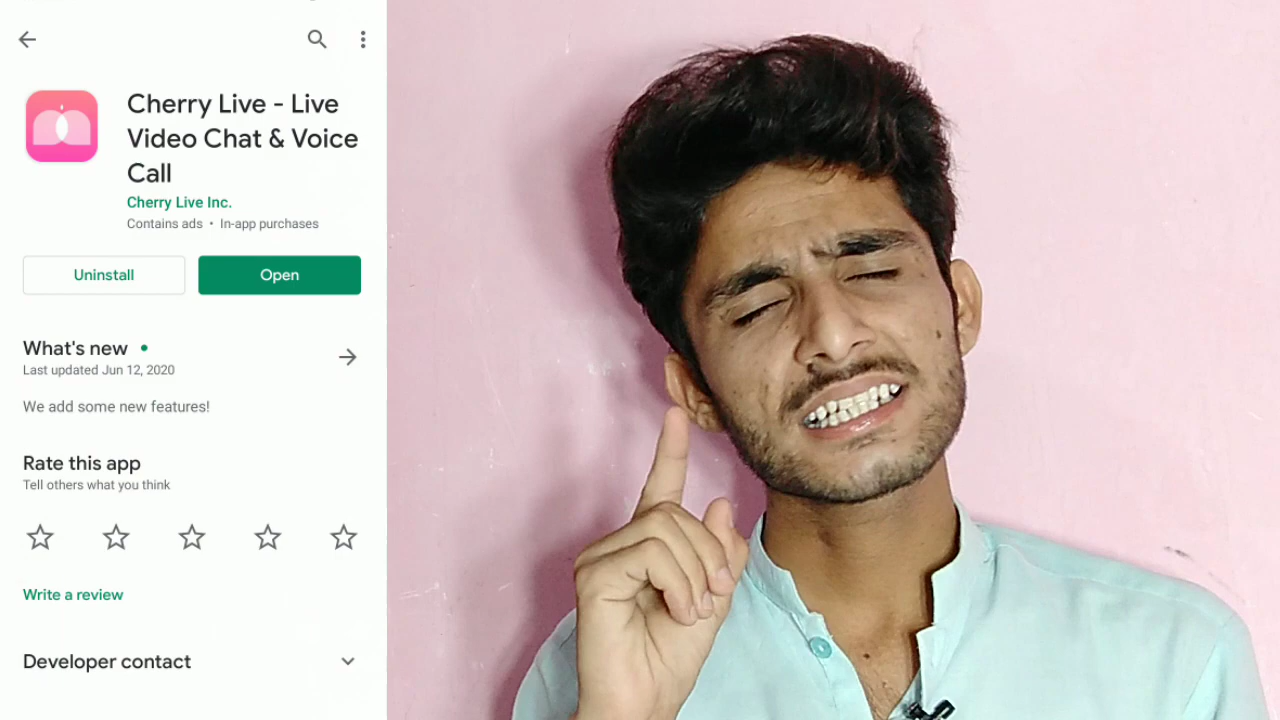 Cherry Live - Live
Video Chat & Voice
Call
Cherry Live Inc.
Contains ads • In-app purchases
Uninstall
Open
What's new •
Last updated Jun 12, 2020
We add some new features!
Rate this app
Tell others what you think
Write a review
Developer contact